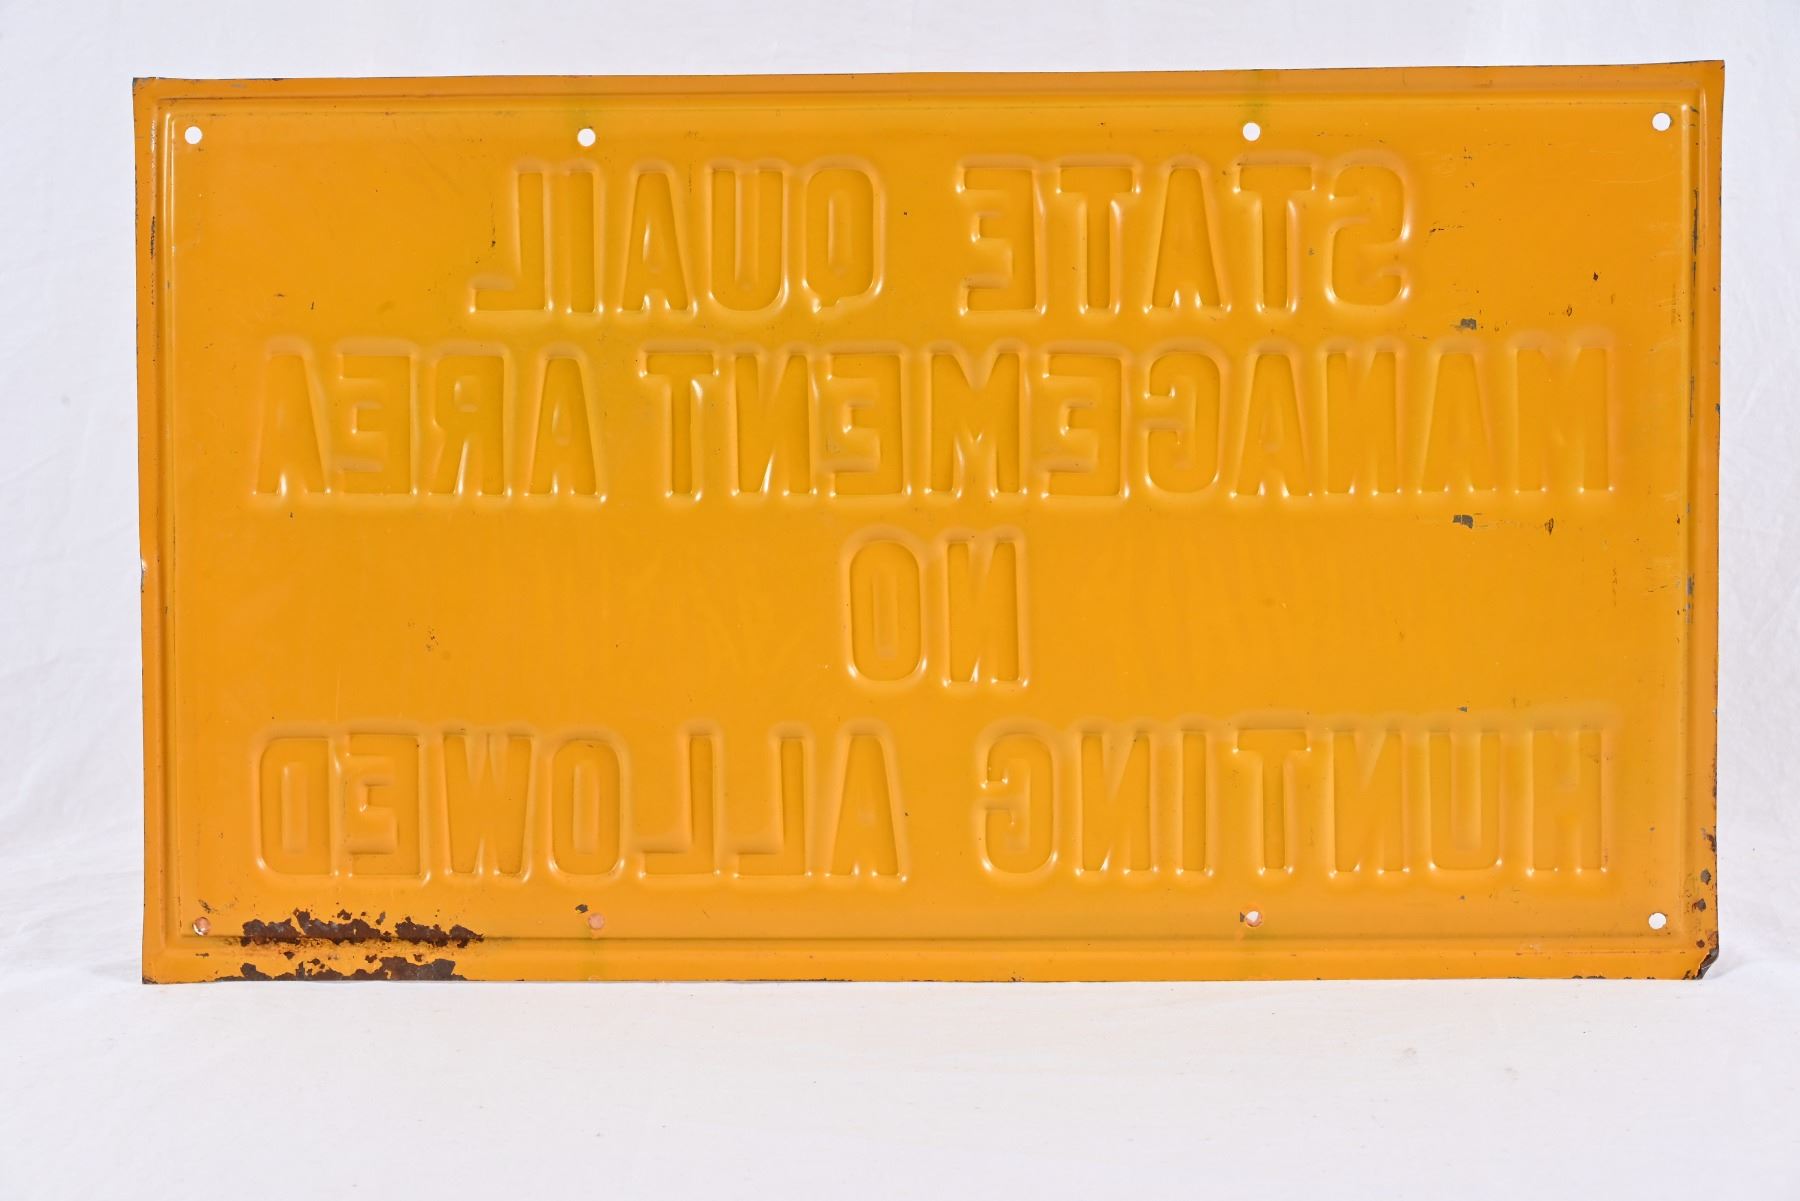 STATE QUAIL
MANAGEMENT AREA
NO
HUNTING ALLOWED